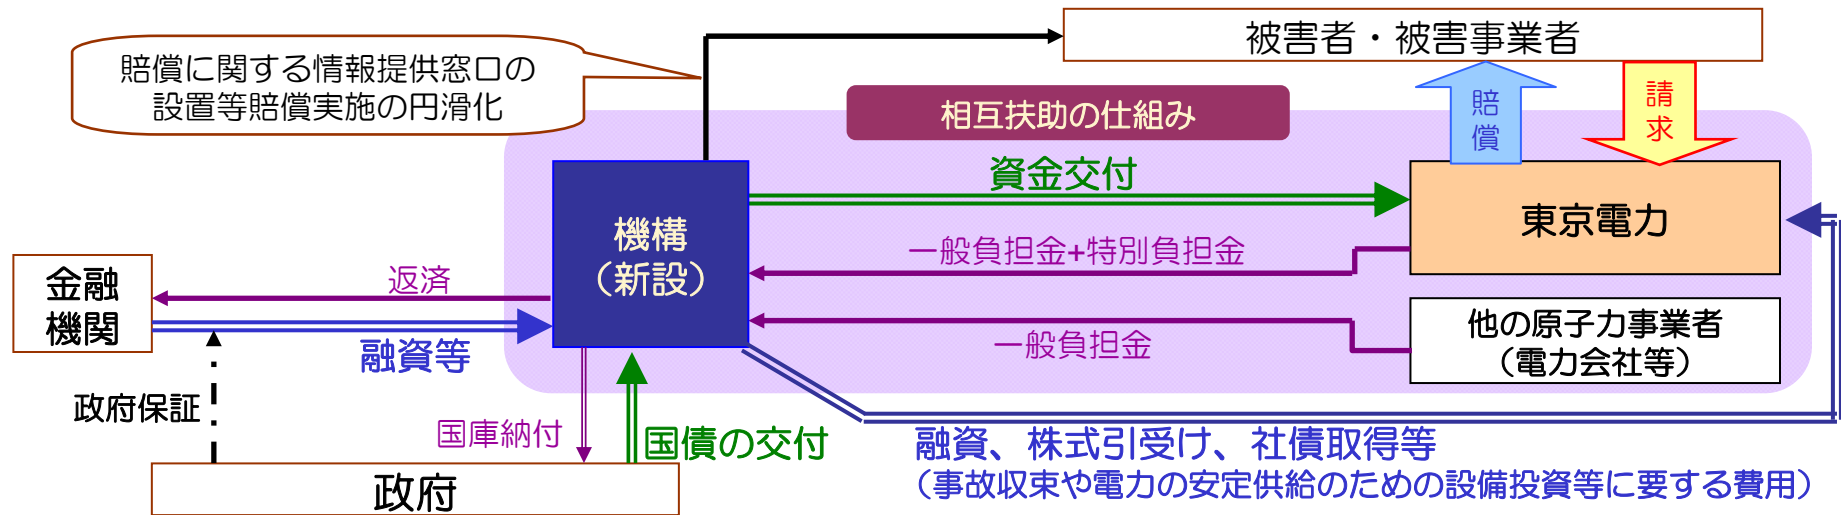 被害者・被害事業者
賠償に関する情報提供窓口の
設置等賠償実施の円滑化
相互扶助の仕組み
賠償
請求
資金交付
機構
（新設）
東京電力
一般負担金+特別負担金
金融
機関
返済
融資等
他の原子力事業者
（電力会社等）
一般負担金
政府保証
国庫納付
国債の交付
融資、株式引受け、社債取得等
（事故収束や電力の安定供給のための設備投資等に要する費用）
政府